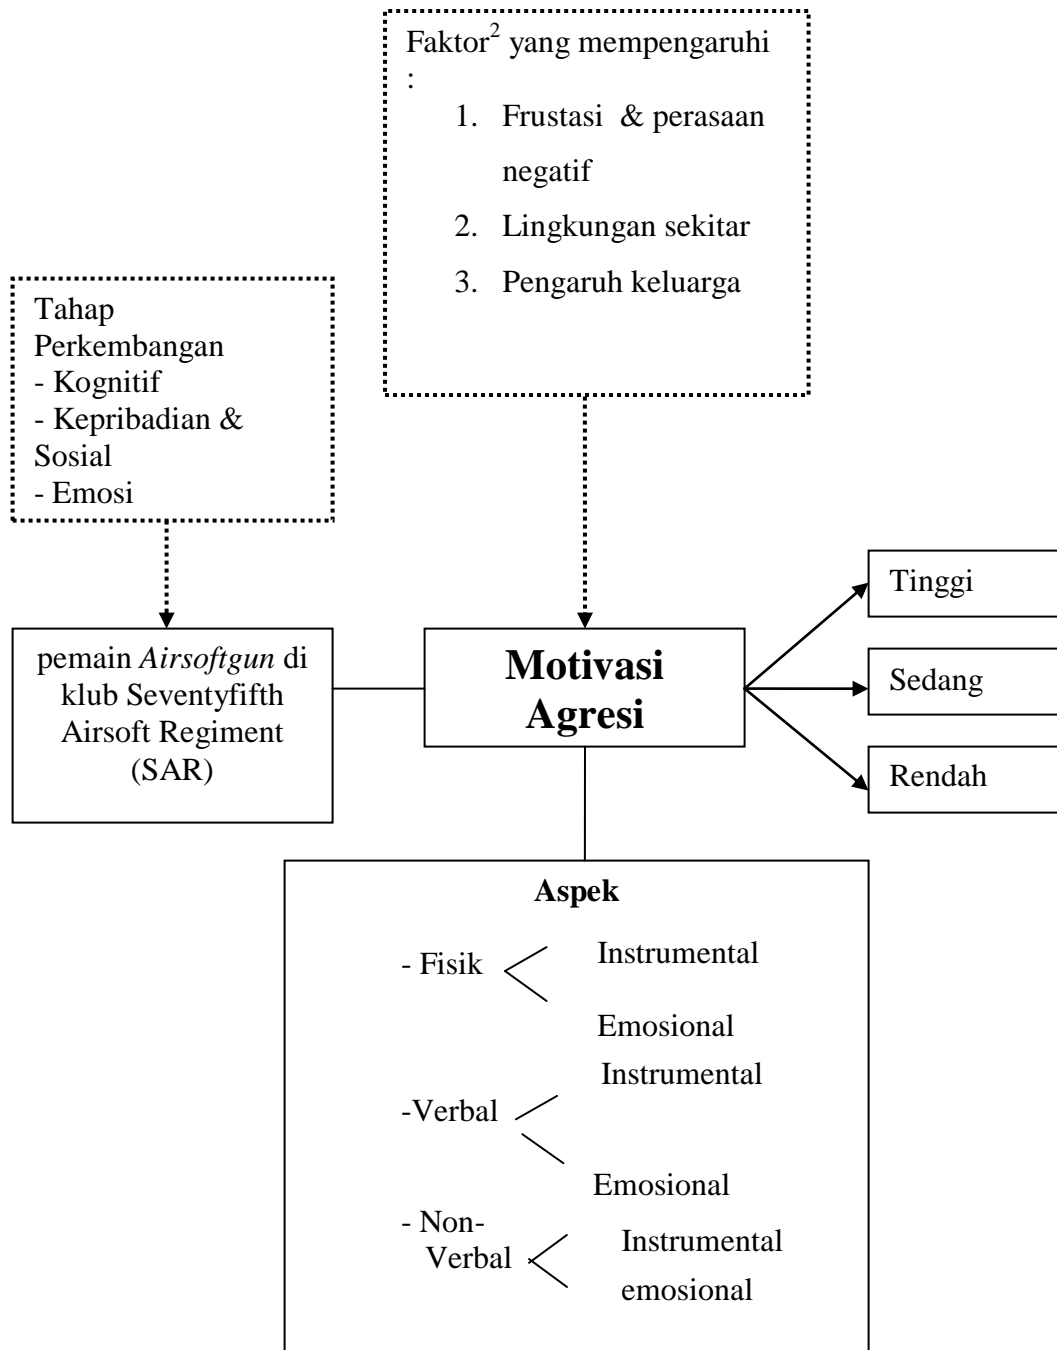 Faktor² yang mempengaruhi
:
1. Frustasi & perasaan
negatif
2. Lingkungan sekitar
3. Pengaruh keluarga
Tahap
Perkembangan
- Kognitif
- Kepribadian &
Sosial
- Emosi
pemain Airsoftgun di
klub Seventyfifth
Airsoft Regiment
(SAR)
Motivasi
Agresi
Tinggi
Sedang
Rendah
Aspek
- Fisik
Instrumental
Emosional
-Verbal
Instrumental
Emosional
- Non-
Verbal
Instrumental
emosional